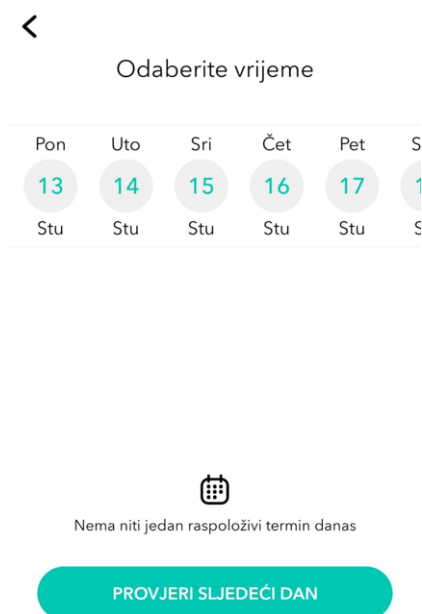 Odaberite vrijeme
Pon Uto Sri Čet Pet
13 14 15 16 17
Stu Stu Stu Stu Stu
Nema niti jedan raspoloživi termin danas
PROVJERI SLJEDEĆI DAN